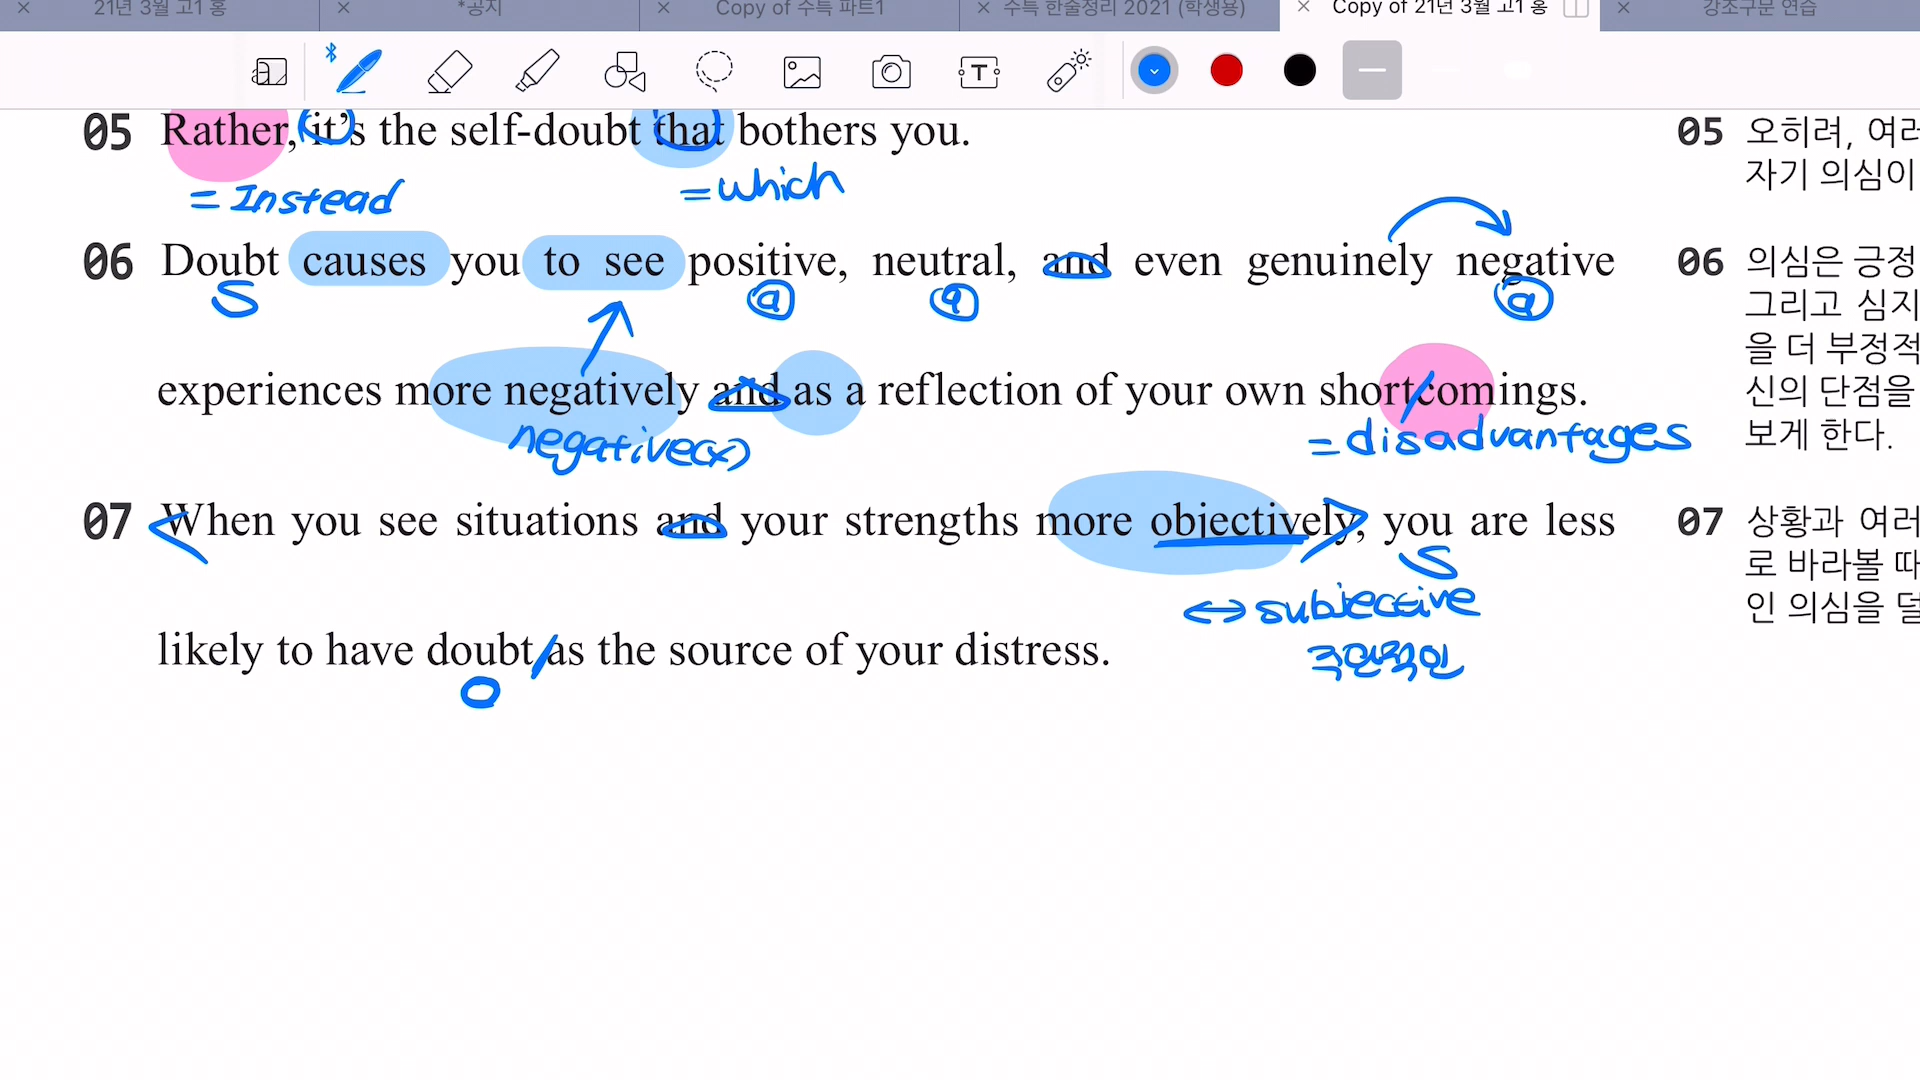 21년 3월 고1 홍
*공지
Copy of 수특 파트1
수특 한술정리 2021 (학생용)
Copy of 21년 3월 고1 홍
강조구문 연습
05 Rather, it's the self-doubt that bothers you.
= Instead
= which
05 오히려, 여러
자기 의심이
06 Doubt causes you to see positive, neutral, and even genuinely negative
S
a
a
a
experiences more negatively and as a reflection of your own shortcomings.
negative(x)
= disadvantages
06 의심은 긍정
그리고 심지
을 더 부정적
신의 단점을
보게 한다.
07 When you see situations and your strengths more objectively, you are less
S
↔ subjective
likely to have doubt as the source of your distress.
O
07 상황과 여러
로 바라볼 때
인 의심을 덜